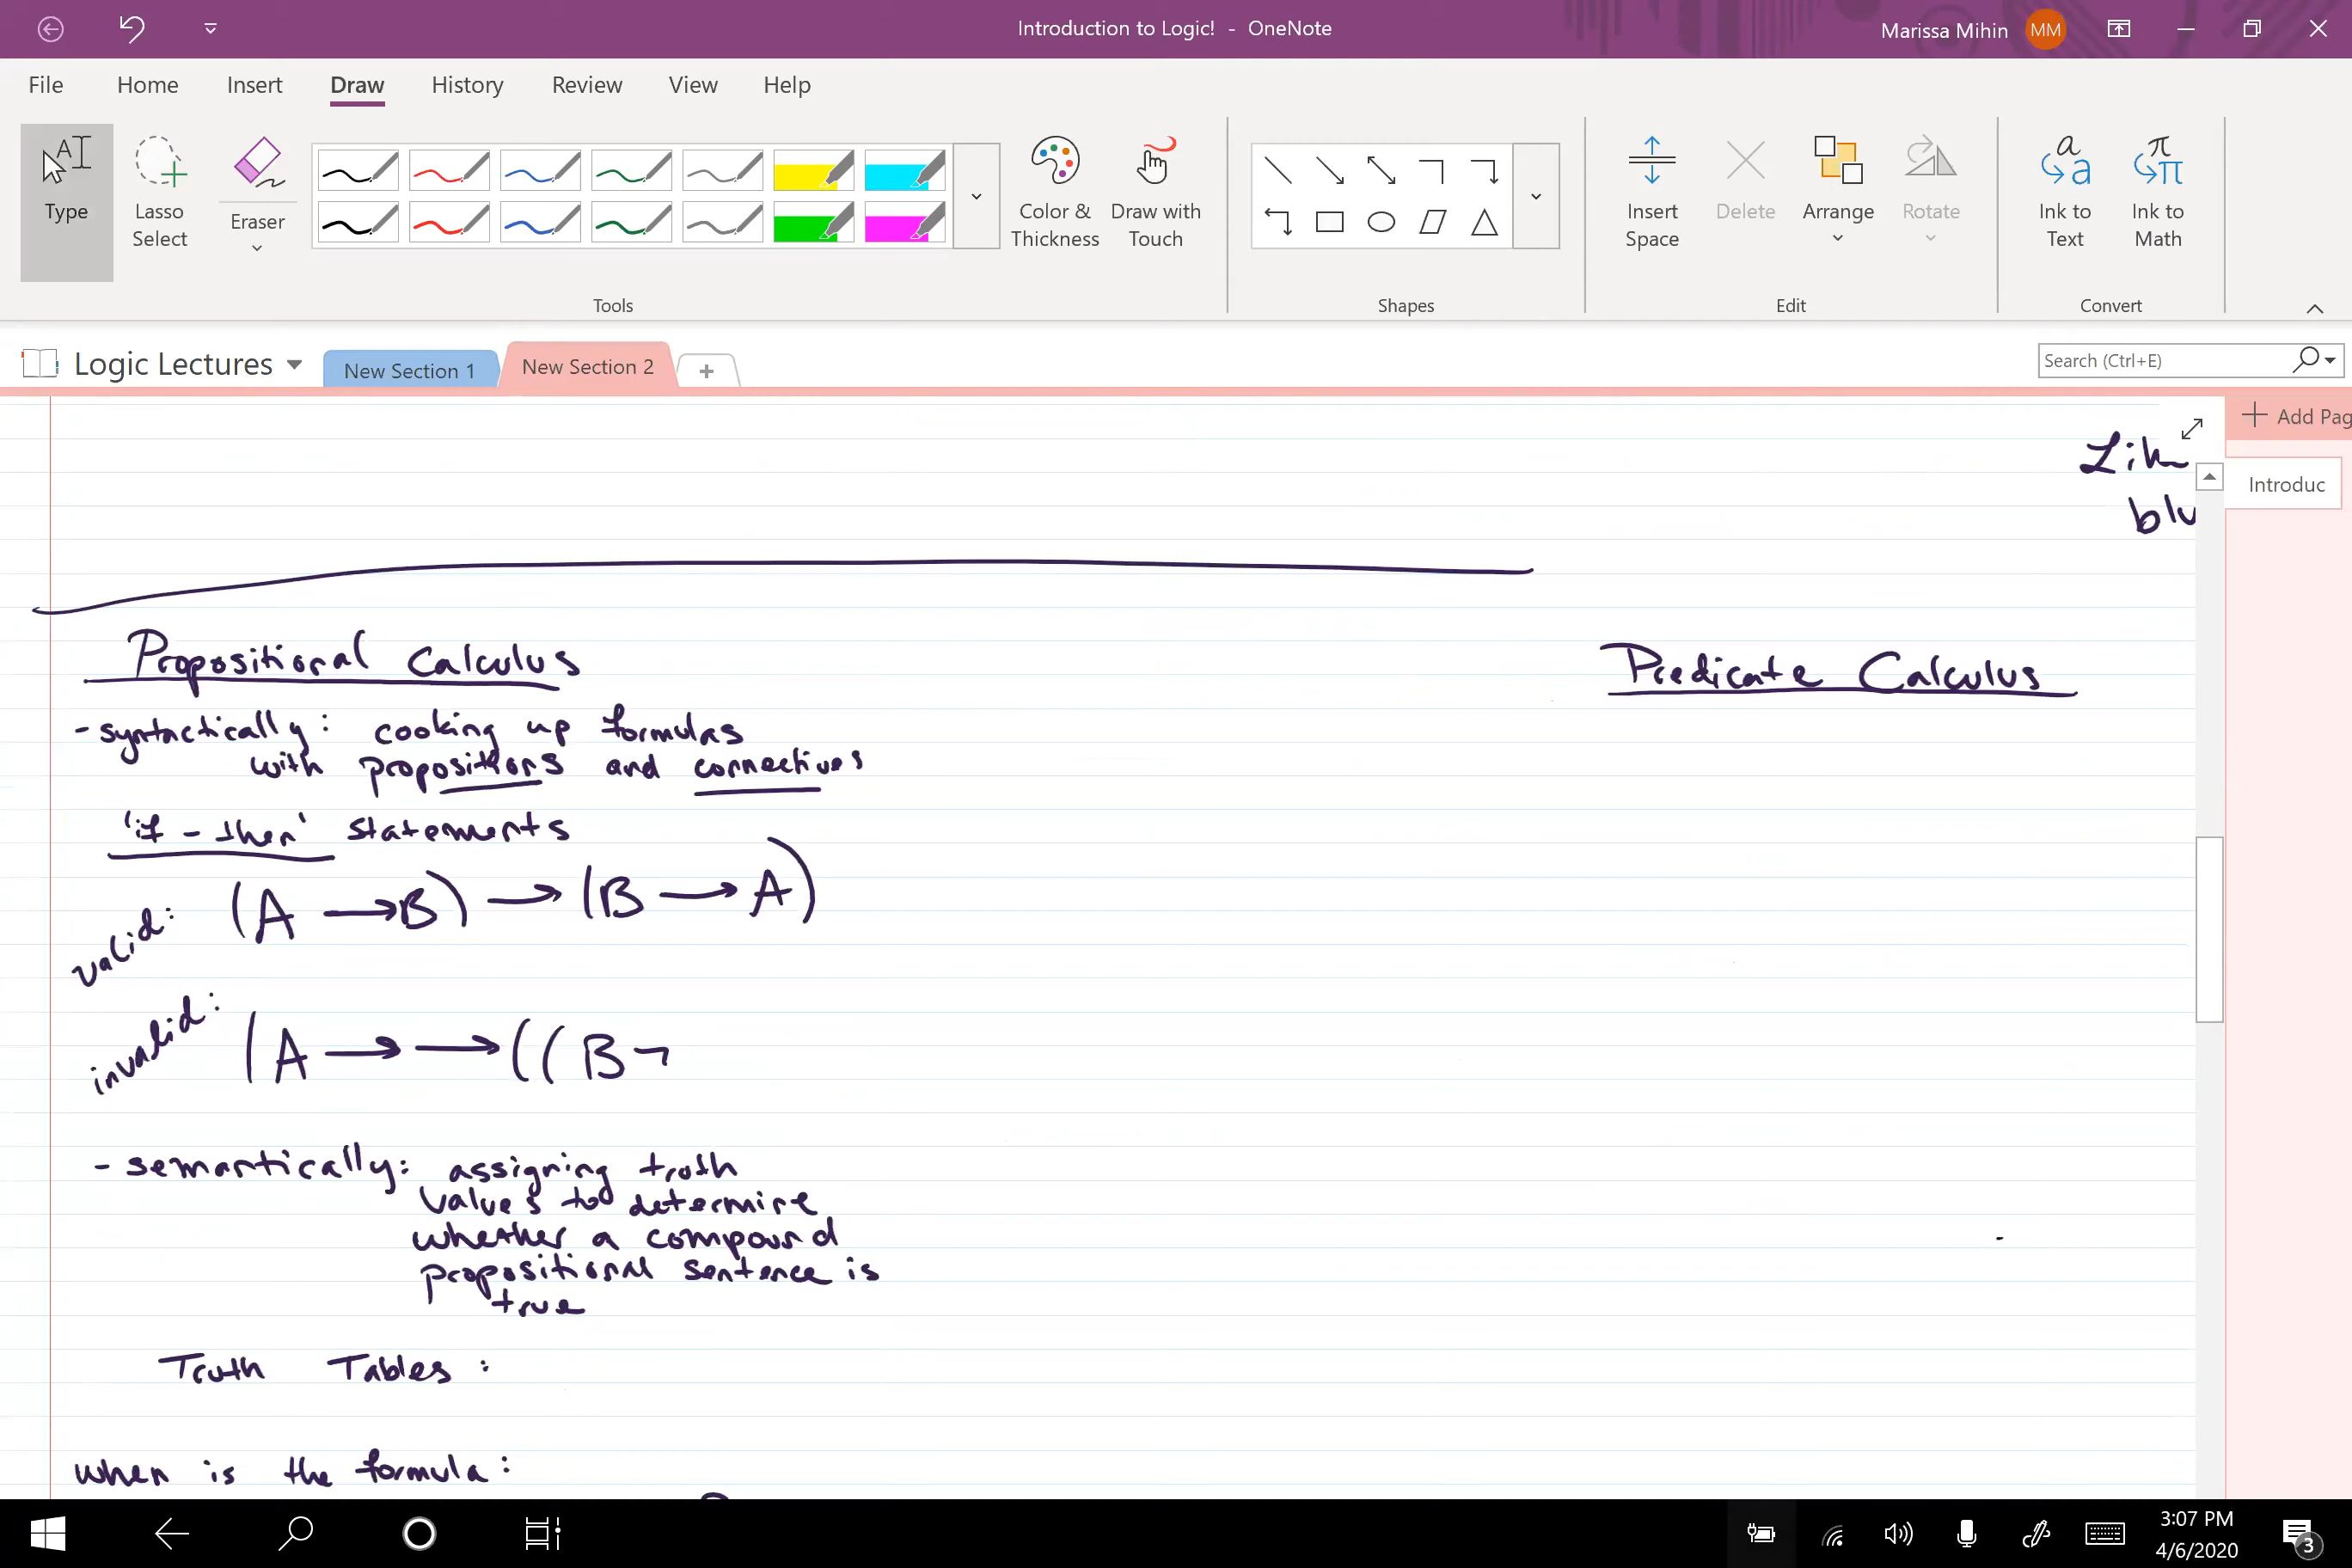 Introduction to Logic! - OneNote
Marissa Mihin MM
File Home Insert Draw History Review View Help
Type
Lasso Select
Eraser
Color & Thickness
Draw with Touch
Insert Space
Delete
Arrange
Rotate
Ink to Text
Ink to Math
Tools
Shapes
Edit
Convert
Logic Lectures
New Section 1
New Section 2
Search (Ctrl+E)
Add Pag
Introduc
Propositional Calculus
- syntactically: cooking up formulas
with propositions and connectives
'if - then' statements
valid: (A → B) → (B → A)
invalid: (A → → ((B ¬
- semantically: assigning truth
values to determine
whether a compound
propositional sentence is
true
Truth Tables:
when is the formula:
Predicate Calculus
3:07 PM
4/6/2020
3